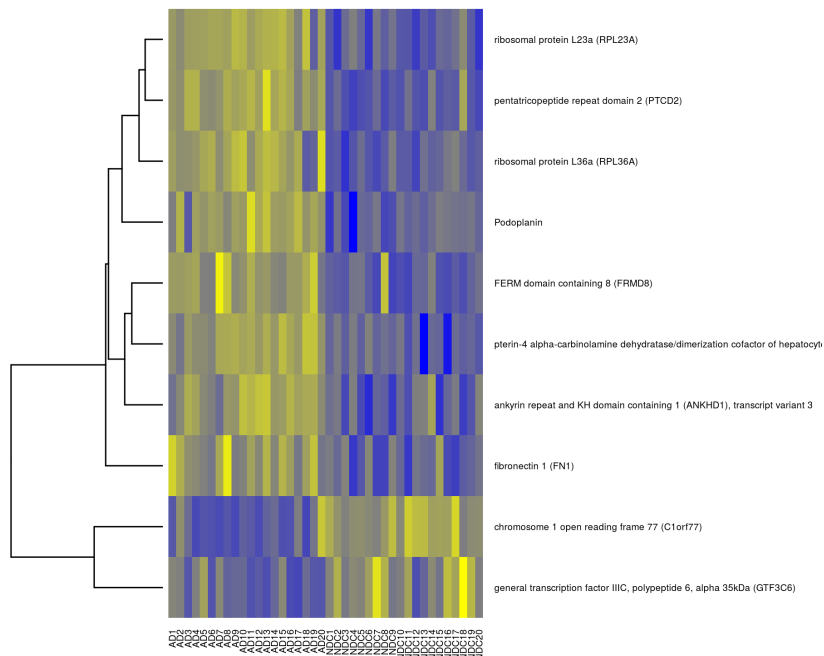 ribosomal protein L23a (RPL23A)
pentatricopeptide repeat domain 2 (PTCD2)
ribosomal protein L36a (RPL36A)
Podoplanin
FERM domain containing 8 (FRMD8)
pterin-4 alpha-carbinolamine dehydratase/dimerization cofactor of hepatocyt
ankyrin repeat and KH domain containing 1 (ANKHD1), transcript variant 3
fibronectin 1 (FN1)
chromosome 1 open reading frame 77 (C1orf77)
general transcription factor IIIC, polypeptide 6, alpha 35kDa (GTF3C6)
AD1
AD2
AD3
AD4
AD5
AD6
AD7
AD8
AD9
AD10
AD11
AD12
AD13
AD14
AD15
AD16
AD17
AD18
AD19
AD20
NDC1
NDC2
NDC3
NDC4
NDC5
NDC6
NDC7
NDC8
NDC9
NDC10
NDC11
NDC12
NDC13
NDC14
NDC15
NDC16
NDC17
NDC18
NDC19
NDC20